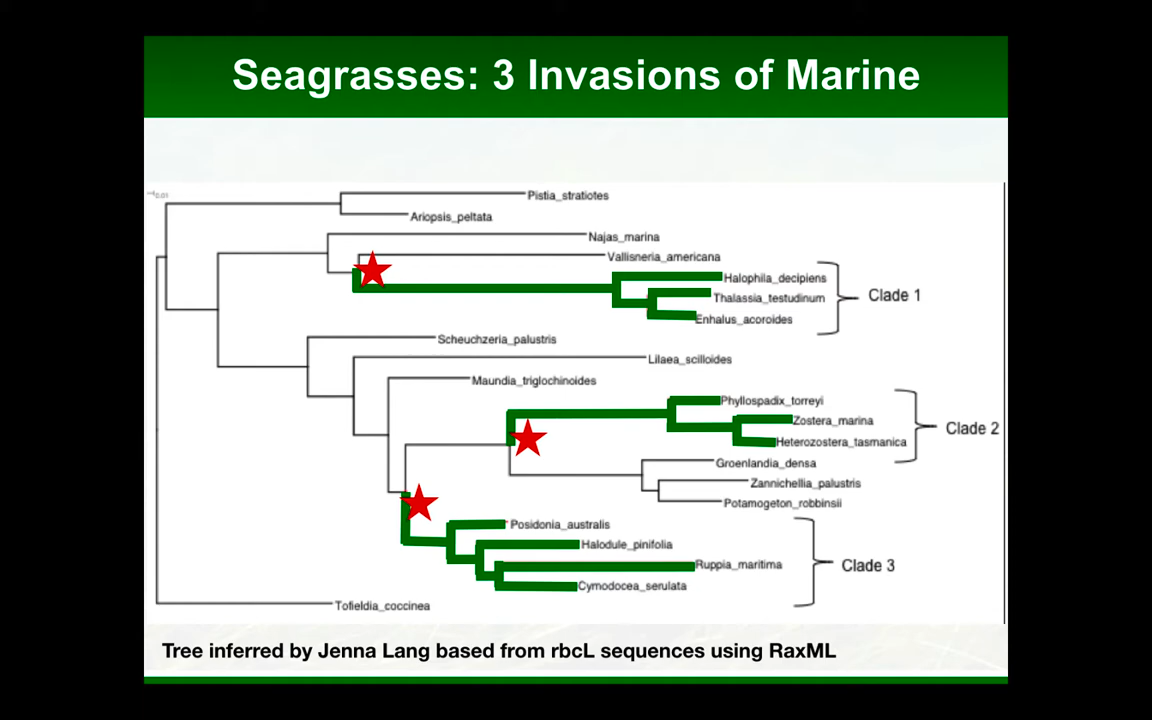 Seagrasses: 3 Invasions of Marine
0.01
Pistia_stratiotes
Ariopsis_peltata
Najas_marina
Vallisneria_americana
Halophila_decipiens
Thalassia_testudinum
Enhalus_acoroides
Clade 1
Scheuchzeria_palustris
Lilaea_scilloides
Maundia_triglochinoides
Phyllospadix_torreyi
Zostera_marina
Heterozostera_tasmanica
Clade 2
Groenlandia_densa
Zannichellia_palustris
Potamogeton_robbinsii
Posidonia_australis
Halodule_pinifolia
Ruppia_maritima
Cymodocea_serulata
Clade 3
Tofieldia_coccinea
Tree inferred by Jenna Lang based from rbcL sequences using RaxML